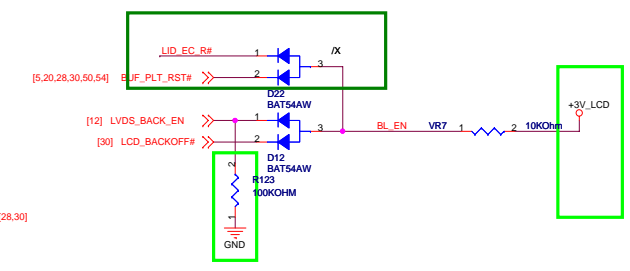 LID_EC_R# 1 /X
3
[5,20,28,30,50,54] BUF_PLT_RST# 2
D22
BAT54AW
+3V_LCD
[12] LVDS_BACK_EN 1
3 BL_EN VR7 1 2 10KOhm
[30] LCD_BACKOFF# 2
D12
BAT54AW
2
R123
100KOHM
1
[28,30]
GND